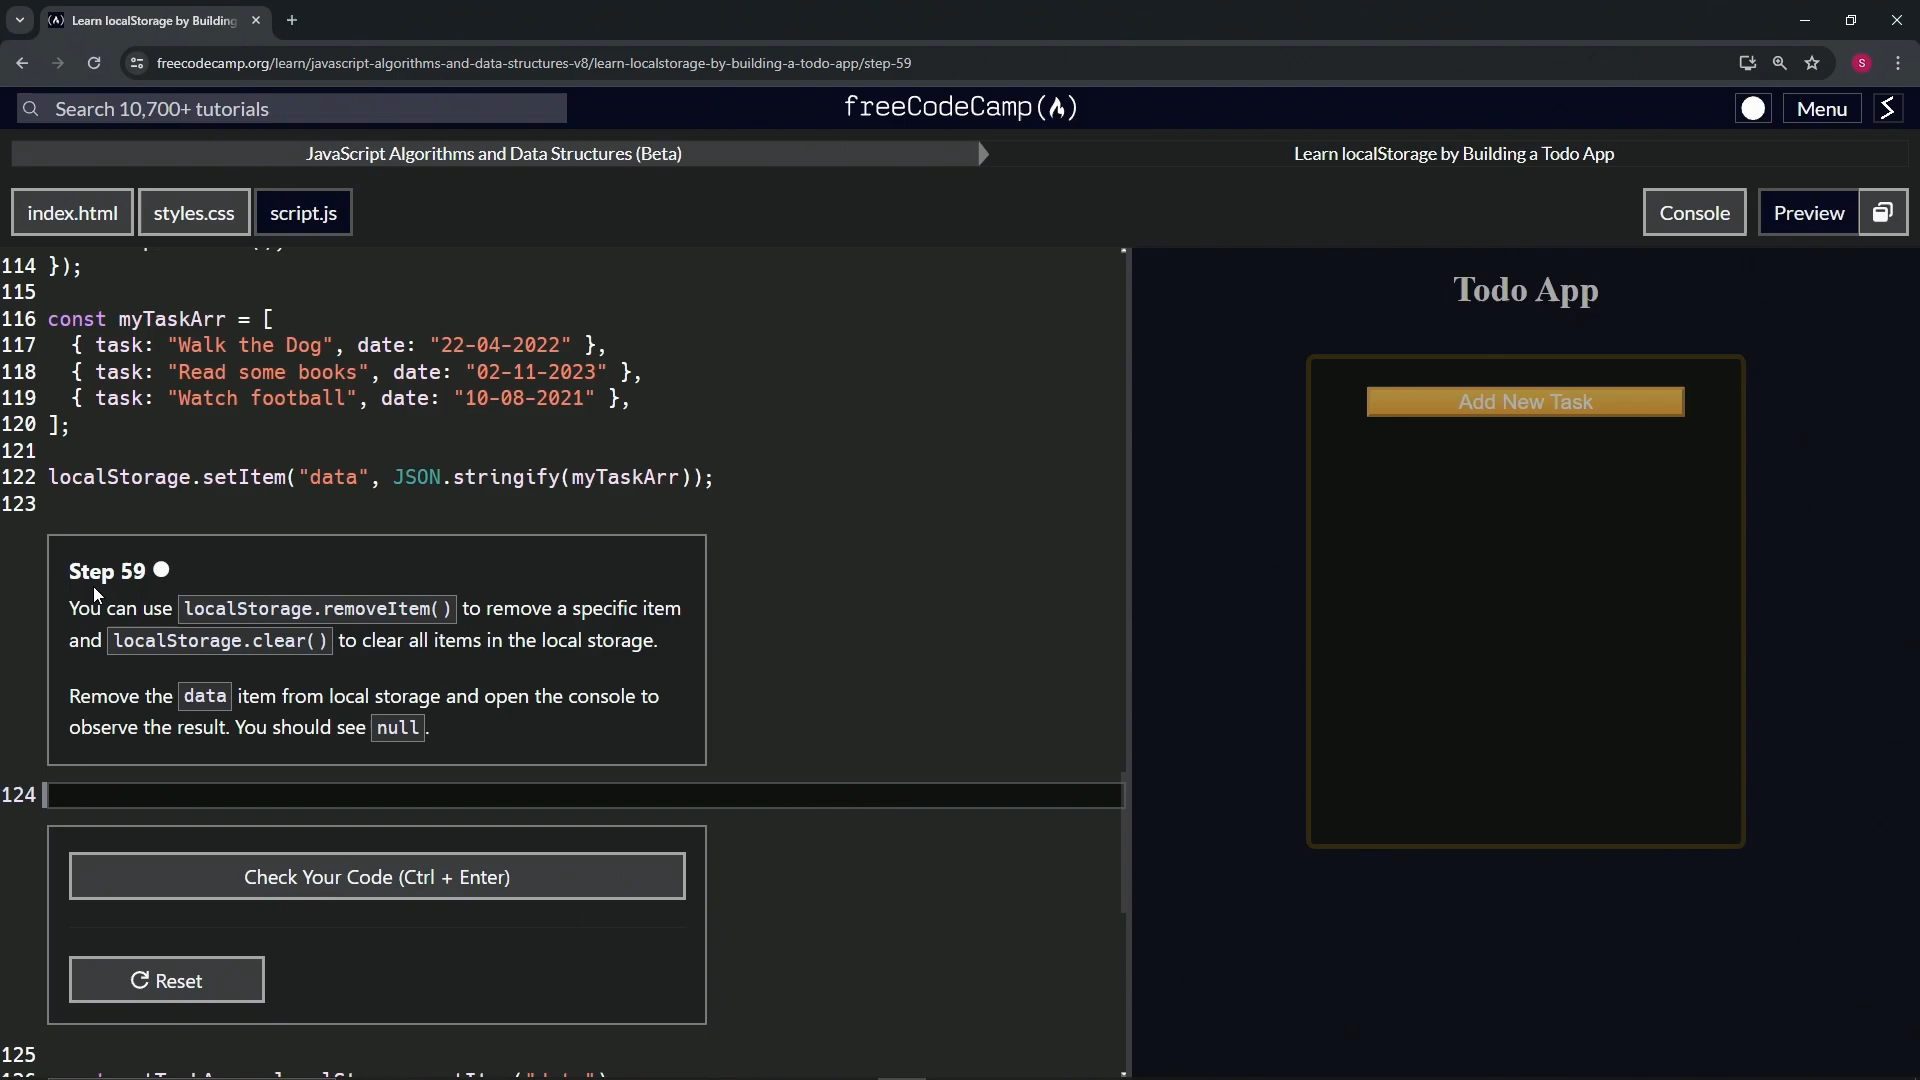 Learn localStorage by Building
freecodecamp.org/learn/javascript-algorithms-and-data-structures-v8/learn-localstorage-by-building-a-todo-app/step-59
S
Search 10,700+ tutorials
freeCodeCamp(🔥)
Menu
JavaScript Algorithms and Data Structures (Beta)
Learn localStorage by Building a Todo App
index.html
styles.css
script.js
Console
Preview
114 });
115
116 const myTaskArr = [
117 { task: "Walk the Dog", date: "22-04-2022" },
118 { task: "Read some books", date: "02-11-2023" },
119 { task: "Watch football", date: "10-08-2021" },
120 ];
121
122 localStorage.setItem("data", JSON.stringify(myTaskArr));
123
Step 59
You can use localStorage.removeItem() to remove a specific item
and localStorage.clear() to clear all items in the local storage.
Remove the data item from local storage and open the console to
observe the result. You should see null.
124
Check Your Code (Ctrl + Enter)
Reset
125
Todo App
Add New Task